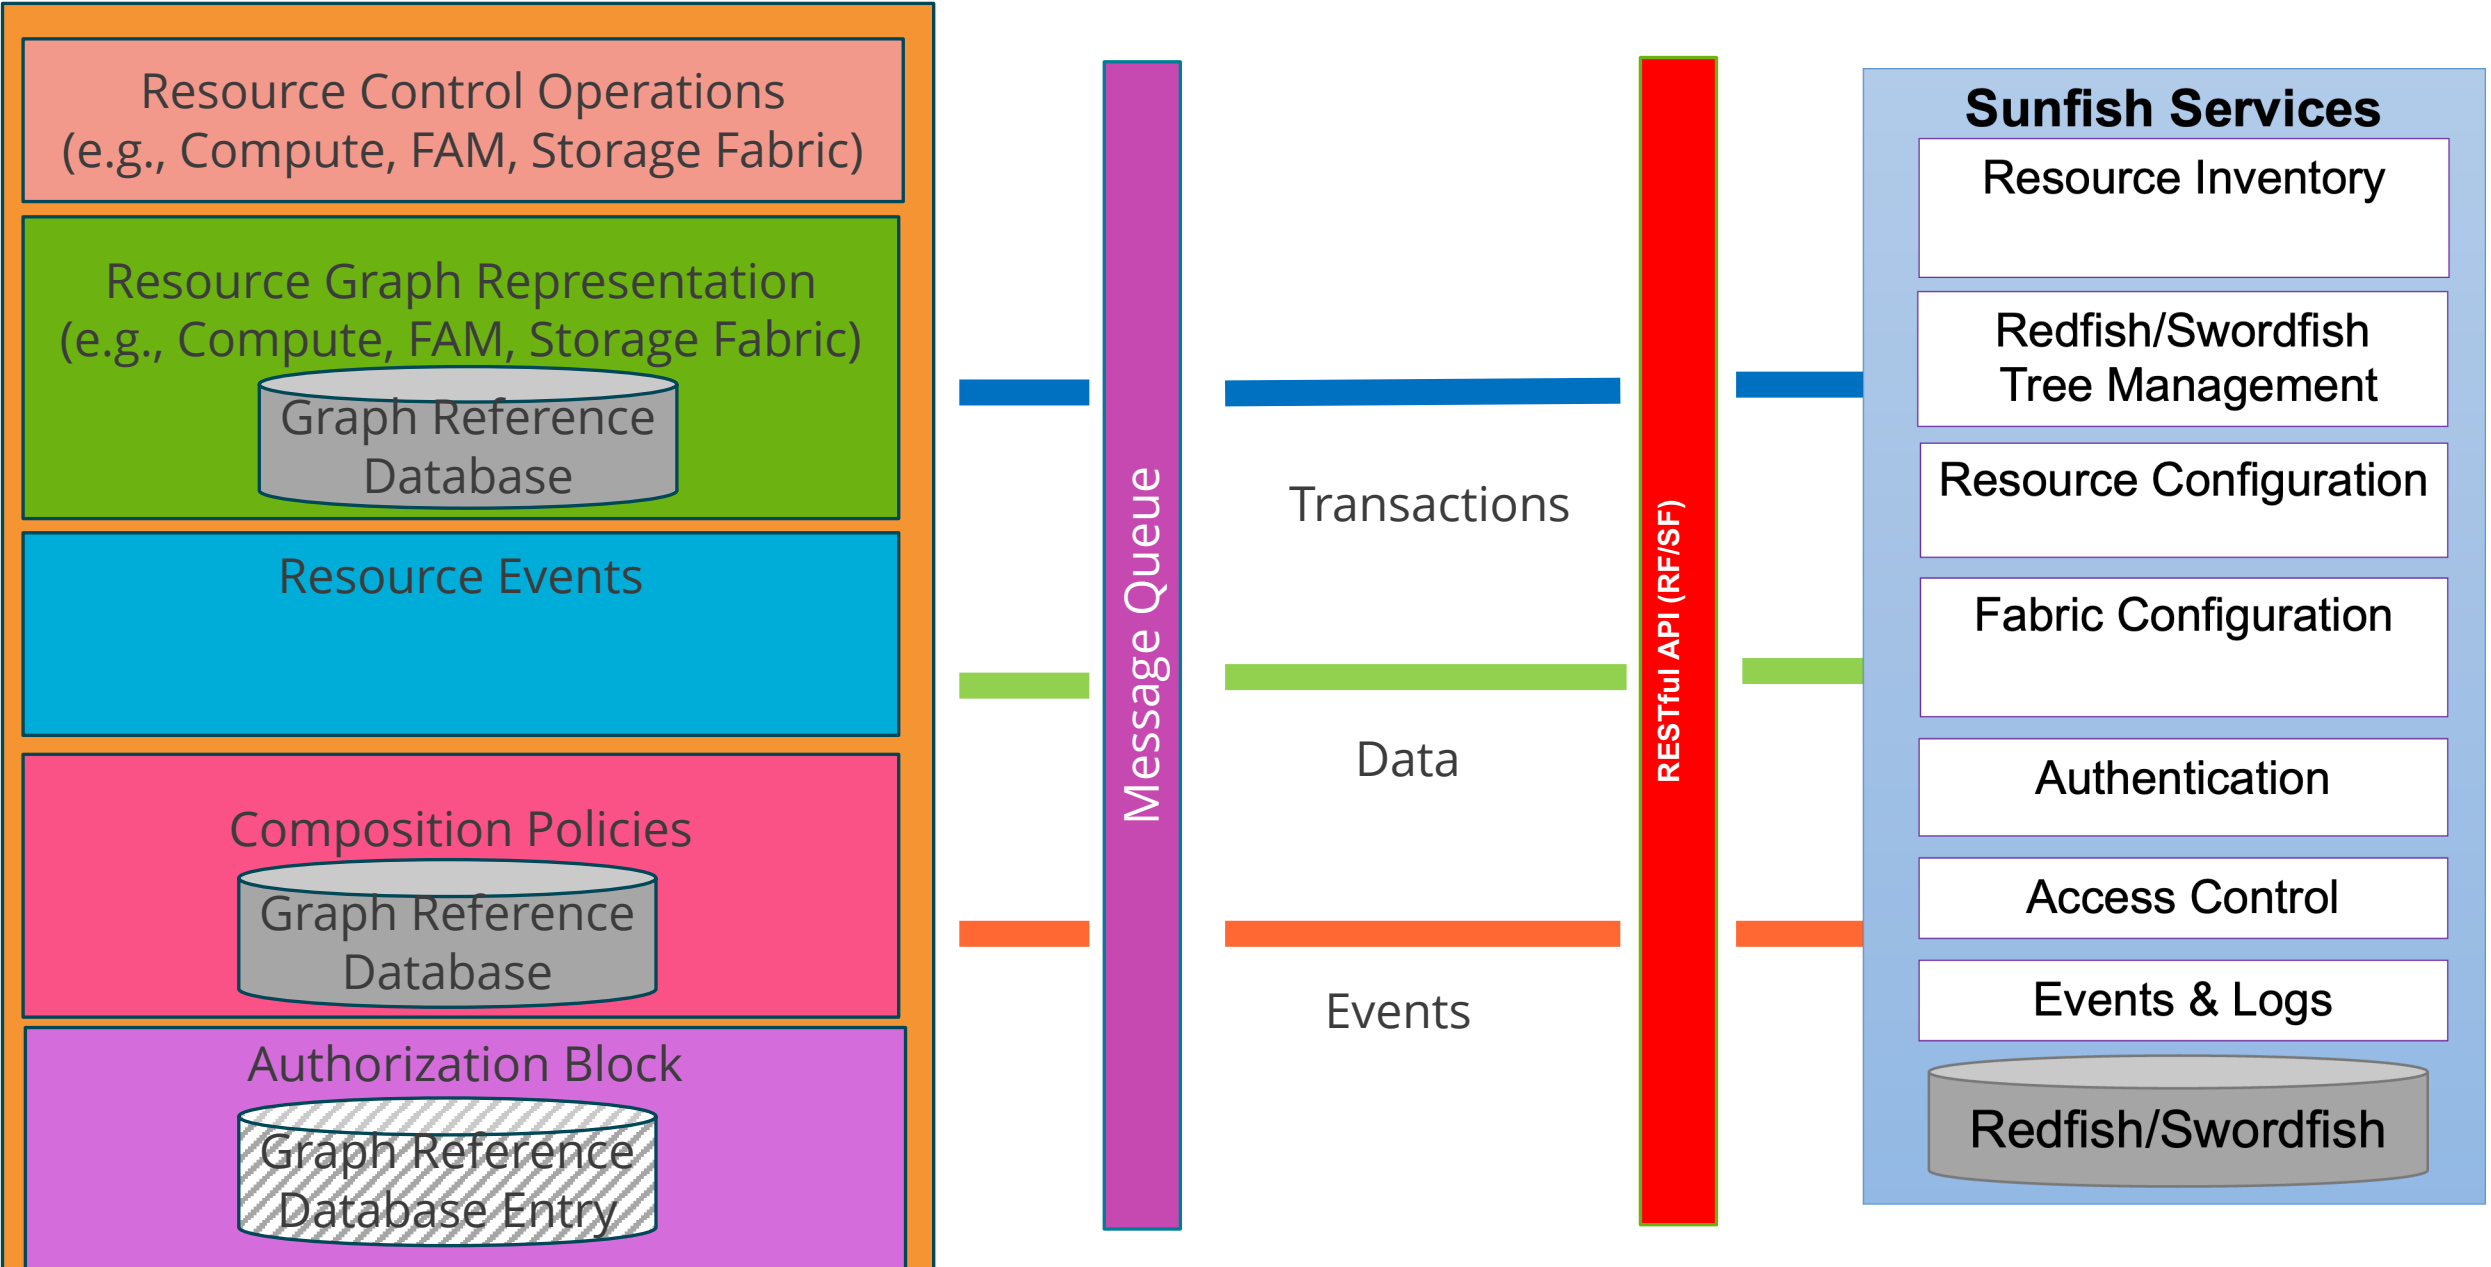 Resource Control Operations
(e.g., Compute, FAM, Storage Fabric)
Resource Graph Representation
(e.g., Compute, FAM, Storage Fabric)
Graph Reference
Database
Resource Events
Composition Policies
Graph Reference
Database
Authorization Block
Graph Reference
Database Entry
Message Queue
Transactions
Data
Events
RESTful API (RF/SF)
Sunfish Services
Resource Inventory
Redfish/Swordfish
Tree Management
Resource Configuration
Fabric Configuration
Authentication
Access Control
Events & Logs
Redfish/Swordfish